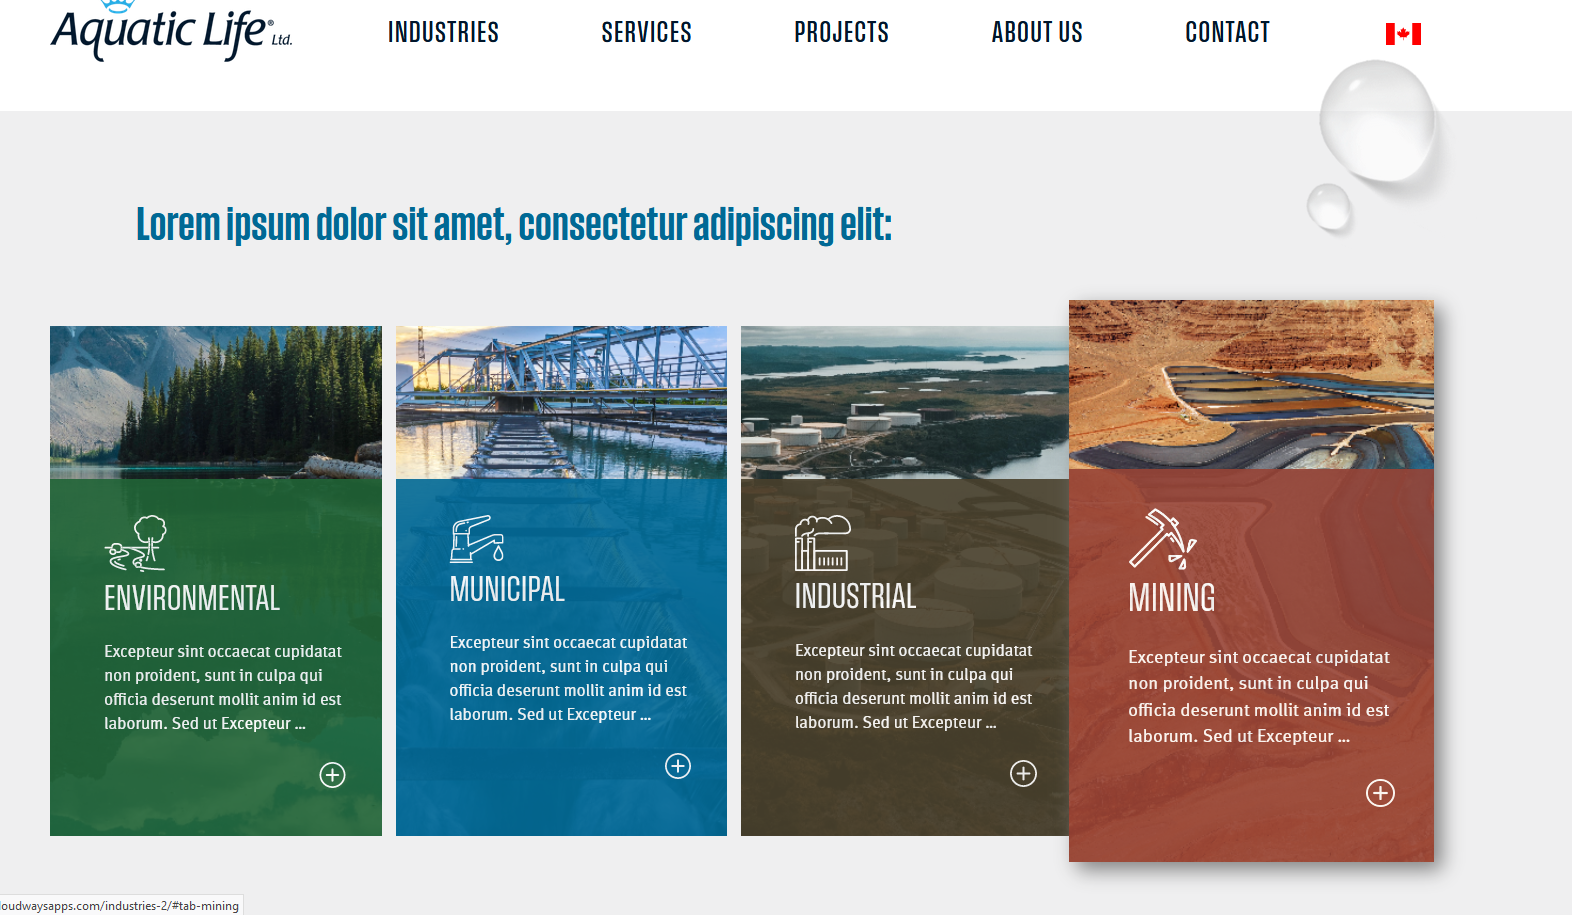 Aquatic Life® Ltd.
INDUSTRIES
SERVICES
PROJECTS
ABOUT US
CONTACT
Lorem ipsum dolor sit amet, consectetur adipiscing elit:
ENVIRONMENTAL
Excepteur sint occaecat cupidatat
non proident, sunt in culpa qui
officia deserunt mollit anim id est
laborum. Sed ut Excepteur ...
MUNICIPAL
Excepteur sint occaecat cupidatat
non proident, sunt in culpa qui
officia deserunt mollit anim id est
laborum. Sed ut Excepteur ...
INDUSTRIAL
Excepteur sint occaecat cupidatat
non proident, sunt in culpa qui
officia deserunt mollit anim id est
laborum. Sed ut Excepteur ...
MINING
Excepteur sint occaecat cupidatat
non proident, sunt in culpa qui
officia deserunt mollit anim id est
laborum. Sed ut Excepteur ...
loudwaysapps.com/industries-2/#tab-mining